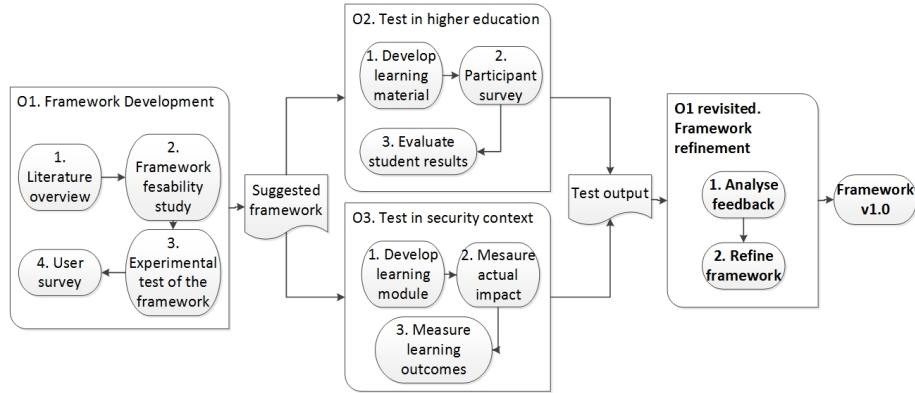 O1. Framework Development
1.
Literature
overview
2.
Framework
fesability
study
3.
Experimental
test of the
framework
4. User
survey
Suggested
framework
O2. Test in higher education
1. Develop
learning
material
2.
Participant
survey
3. Evaluate
student results
O3. Test in security context
1. Develop
learning
module
2. Mesaure
actual
impact
3. Measure
learning
outcomes
Test output
O1 revisited.
Framework
refinement
1. Analyse
feedback
2. Refine
framework
Framework
v1.0